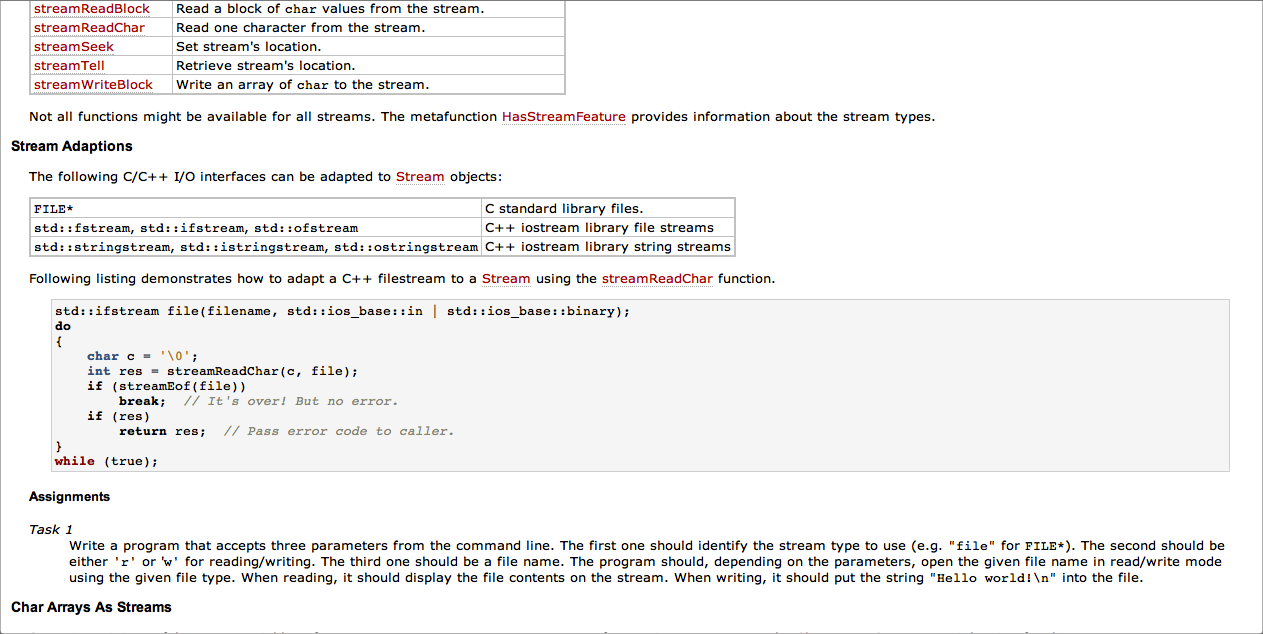 streamReadBlock Read a block of char values from the stream.
streamReadChar Read one character from the stream.
streamSeek Set stream's location.
streamTell Retrieve stream's location.
streamWriteBlock Write an array of char to the stream.
Not all functions might be available for all streams. The metafunction HasStreamFeature provides information about the stream types.
Stream Adaptions
The following C/C++ I/O interfaces can be adapted to Stream objects:
FILE* C standard library files.
std::fstream, std::ifstream, std::ofstream C++ iostream library file streams
std::stringstream, std::istringstream, std::ostringstream C++ iostream library string streams
Following listing demonstrates how to adapt a C++ filestream to a Stream using the streamReadChar function.
std::ifstream file(filename, std::ios_base::in | std::ios_base::binary);
do
{
    char c = '\0';
    int res = streamReadChar(c, file);
    if (streamEof(file))
        break;  // It's over! But no error.
    if (res)
        return res;  // Pass error code to caller.
}
while (true);
Assignments
Task 1
Write a program that accepts three parameters from the command line. The first one should identify the stream type to use (e.g. "file" for FILE*). The second should be
either 'r' or 'w' for reading/writing. The third one should be a file name. The program should, depending on the parameters, open the given file name in read/write mode
using the given file type. When reading, it should display the file contents on the stream. When writing, it should put the string "Hello world!\n" into the file.
Char Arrays As Streams